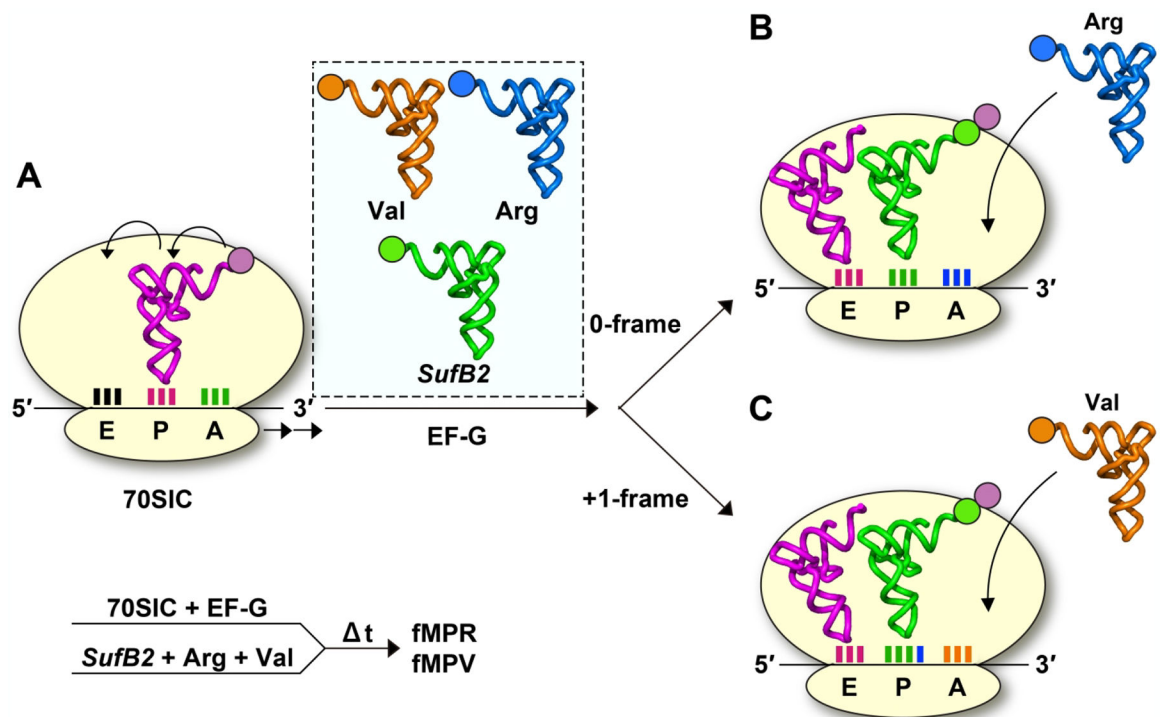 A
Val
Arg
SufB2
5′
E P A
3′
70SIC
EF-G
0-frame
+1-frame
B
Arg
5′
E P A
3′
C
Val
5′
E P A
3′
70SIC + EF-G
SufB2 + Arg + Val
Δ t
fMPR
fMPV